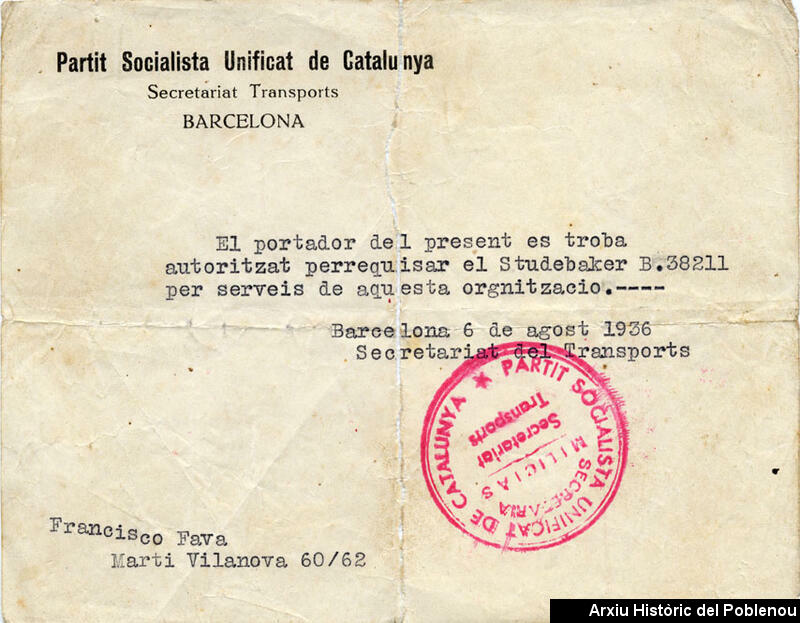 Partit Socialista Unificat de Catalunya
Secretariat Transports
BARCELONA
El portador del present es troba
autoritzat perrequisar el Studebaker B.38211
per serveis de aquesta orgnitzacio.----
Barcelona 6 de agost 1936
Secretariat del Transports
★ PARTIT SOCIALISTA UNIFICAT DE CATALUNYA
Secretariat
Transports
MILICIAS
SECRETARIA
Francisco Fava
Marti Vilanova 60/62
Arxiu Històric del Poblenou